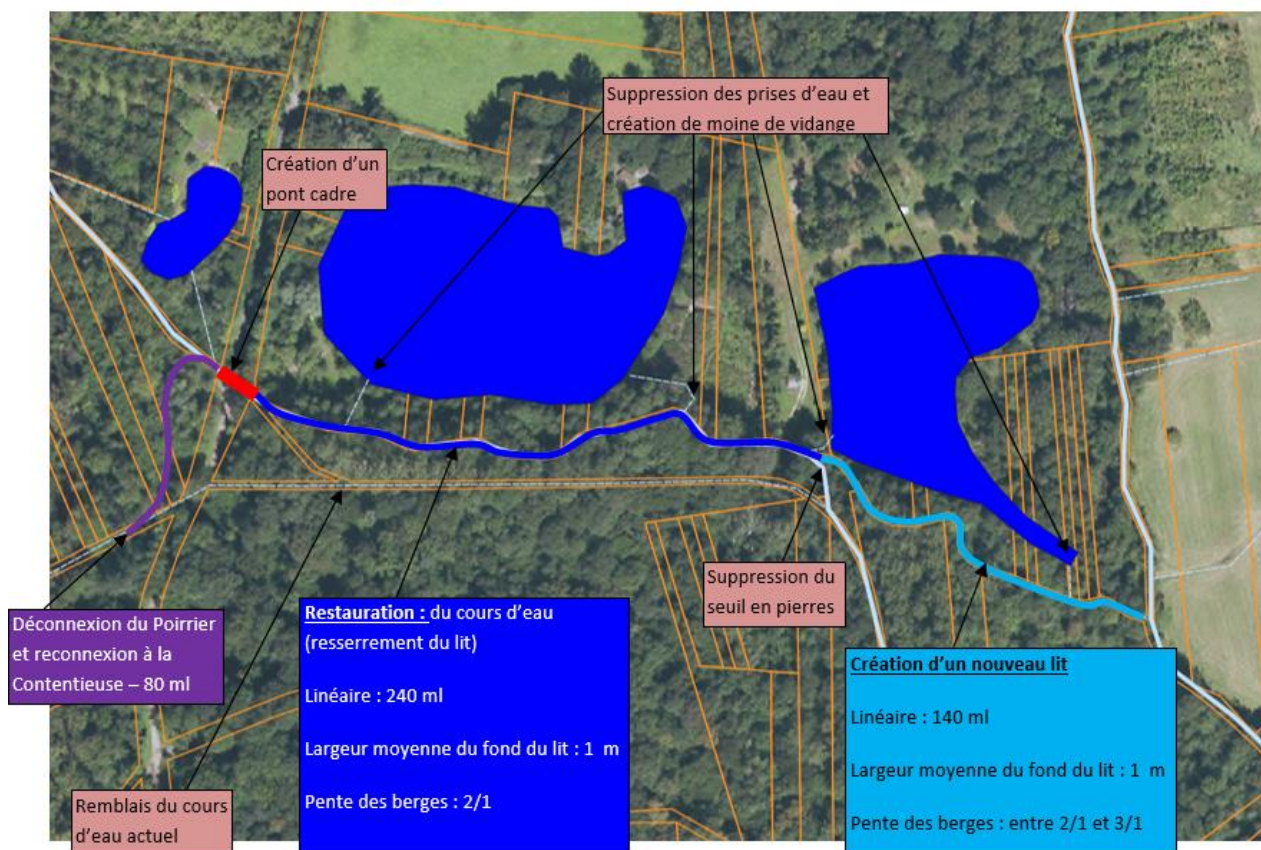 Suppression des prises d'eau et
création de moine de vidange
Création d'un
pont cadre
Déconnexion du Poirrier
et reconnexion à la
Contentieuse – 80 ml
Restauration : du cours d'eau
(resserrement du lit)
Linéaire : 240 ml
Largeur moyenne du fond du lit : 1 m
Pente des berges : 2/1
Suppression du
seuil en pierres
Création d'un nouveau lit
Linéaire : 140 ml
Largeur moyenne du fond du lit : 1 m
Pente des berges : entre 2/1 et 3/1
Remblais du cours
d'eau actuel